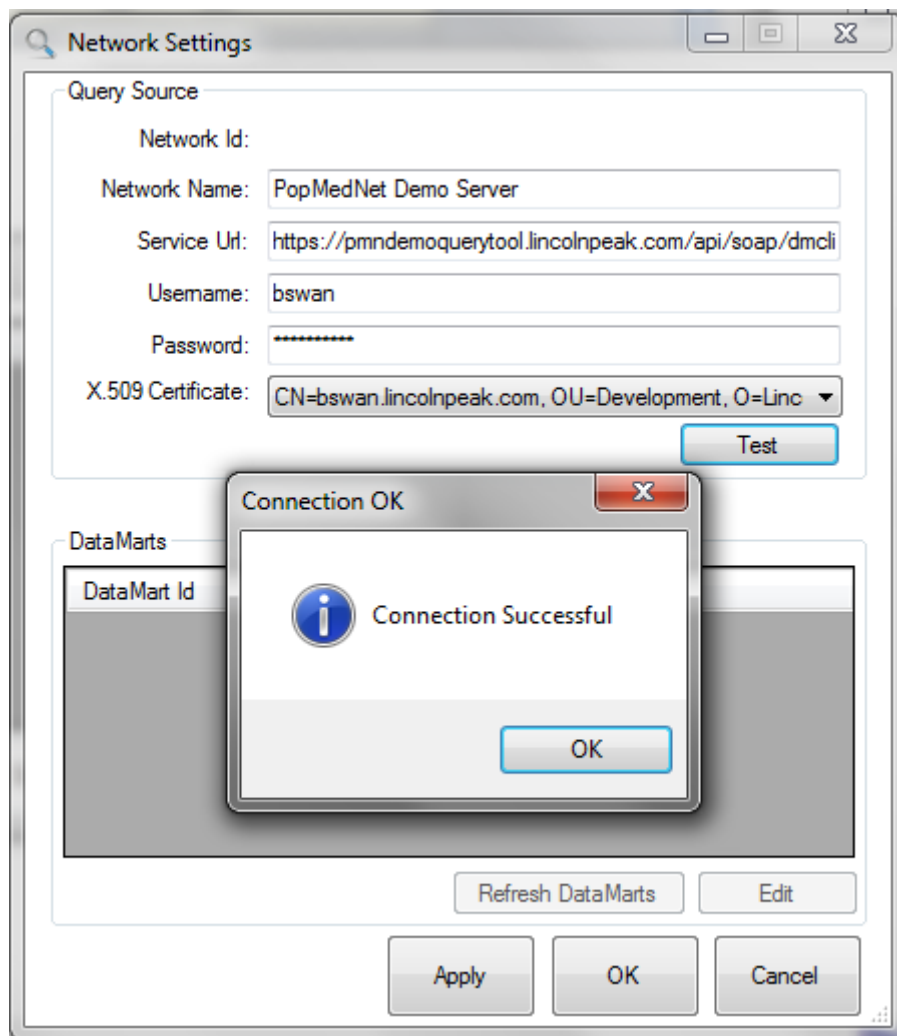 Network Settings
Query Source
Network Id:
Network Name: PopMedNet Demo Server
Service Url: https://pmndemoquerytool.lincolnpeak.com/api/soap/dmcli
Username: bswan
Password: **********
X.509 Certificate: CN=bswan.lincolnpeak.com, OU=Development, O=Linc
Test
Connection OK
DataMarts
DataMart Id
Connection Successful
OK
Refresh DataMarts Edit
Apply OK Cancel